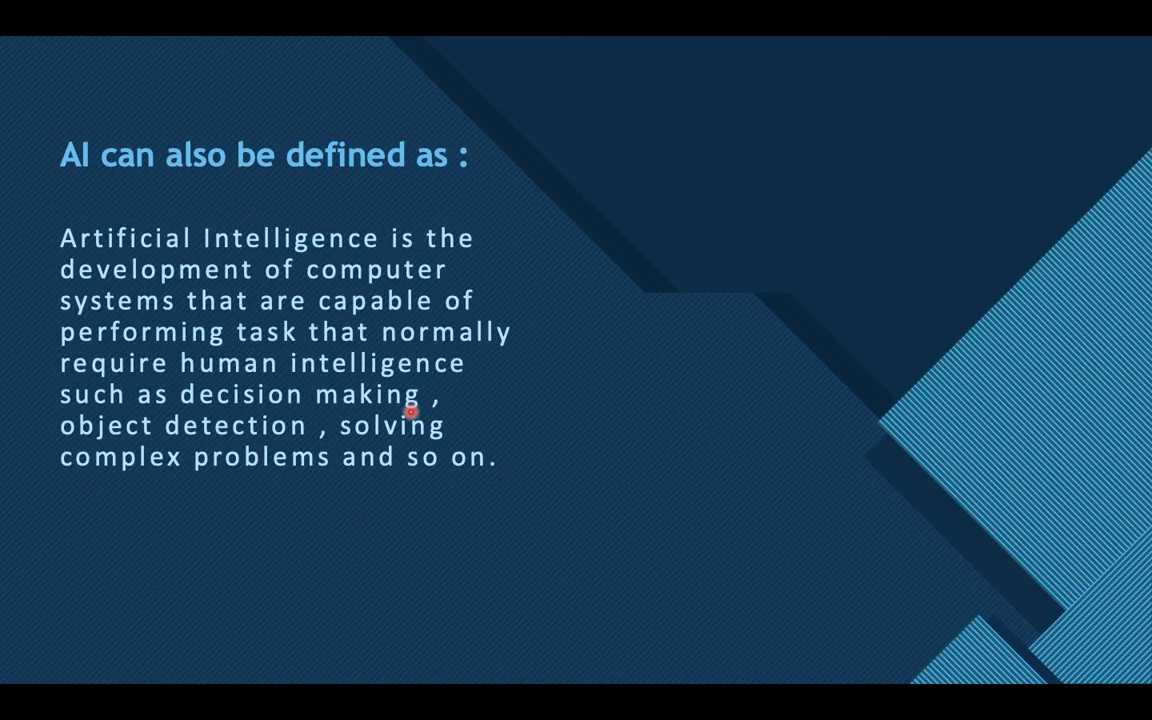 AI can also be defined as :
Artificial Intelligence is the
development of computer
systems that are capable of
performing task that normally
require human intelligence
such as decision making ,
object detection , solving
complex problems and so on.